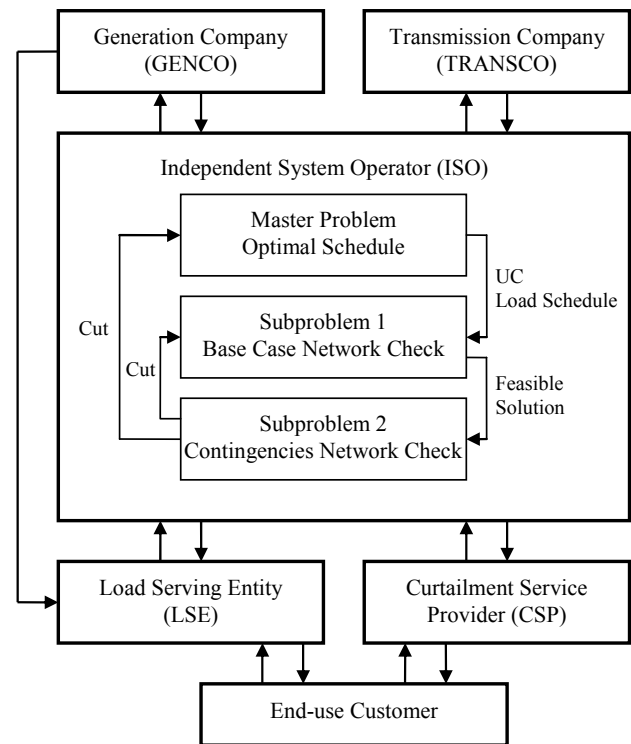 Generation Company
(GENCO)
Transmission Company
(TRANSCO)
Independent System Operator (ISO)
Master Problem
Optimal Schedule
UC
Load Schedule
Cut
Subproblem 1
Base Case Network Check
Cut
Feasible
Solution
Subproblem 2
Contingencies Network Check
Load Serving Entity
(LSE)
Curtailment Service
Provider (CSP)
End-use Customer